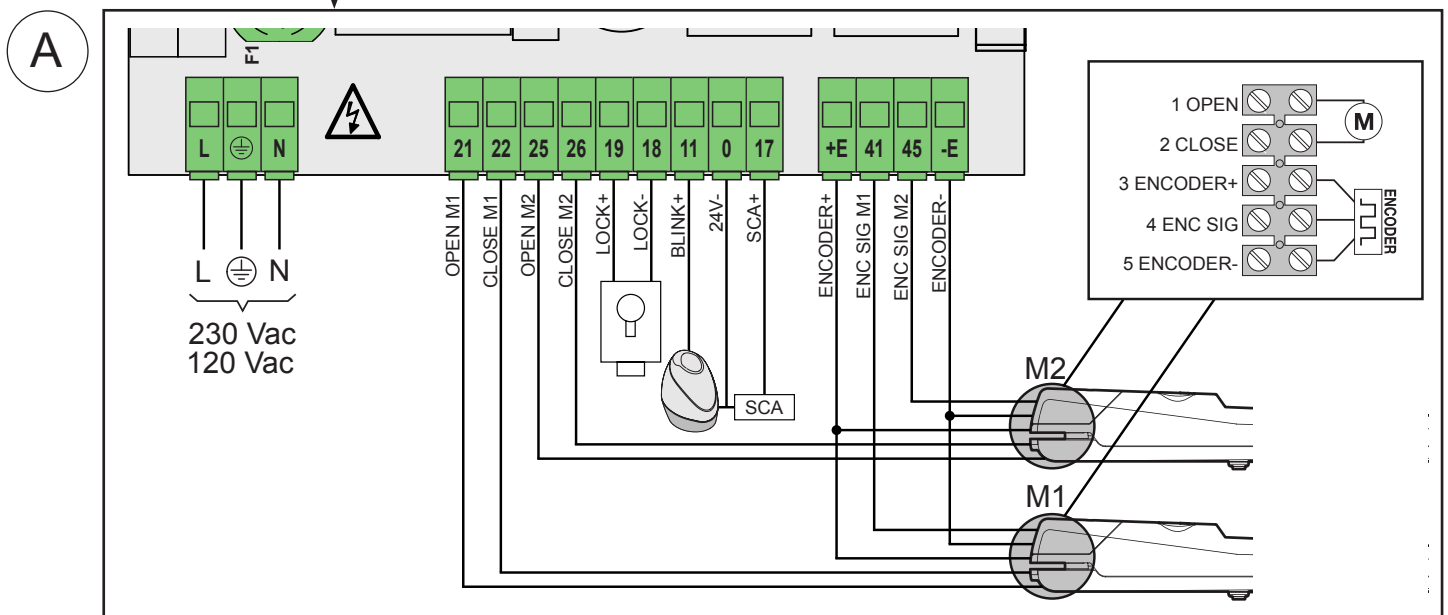 A
F1
L N
21 22 25 26 19 18 11 0 17
+E 41 45 -E
OPEN M1
CLOSE M1
OPEN M2
CLOSE M2
LOCK+
LOCK-
BLINK+
24V-
SCA+
ENCODER+
ENC SIG M1
ENC SIG M2
ENCODER-
L N
230 Vac
120 Vac
SCA
1 OPEN
2 CLOSE
3 ENCODER+
4 ENC SIG
5 ENCODER-
M
ENCODER
M2
M1